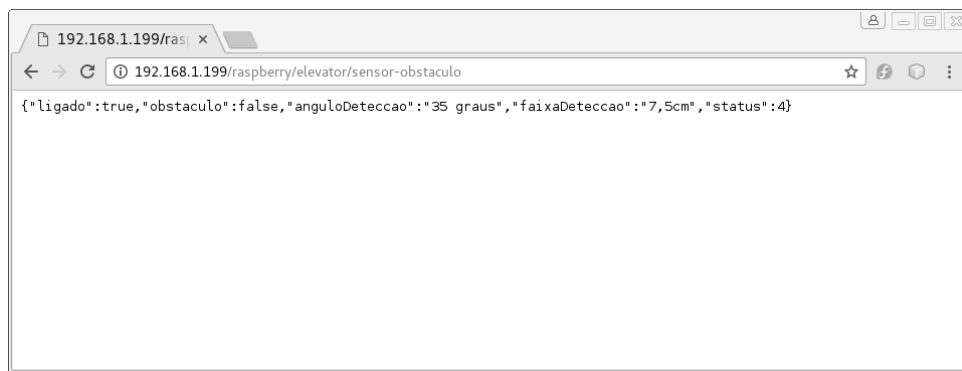 192.168.1.199/rasp
192.168.1.199/raspberry/elevator/sensor-obstaculo
{"ligado":true,"obstaculo":false,"anguloDeteccao":"35 graus","faixaDeteccao":"7,5cm","status":4}